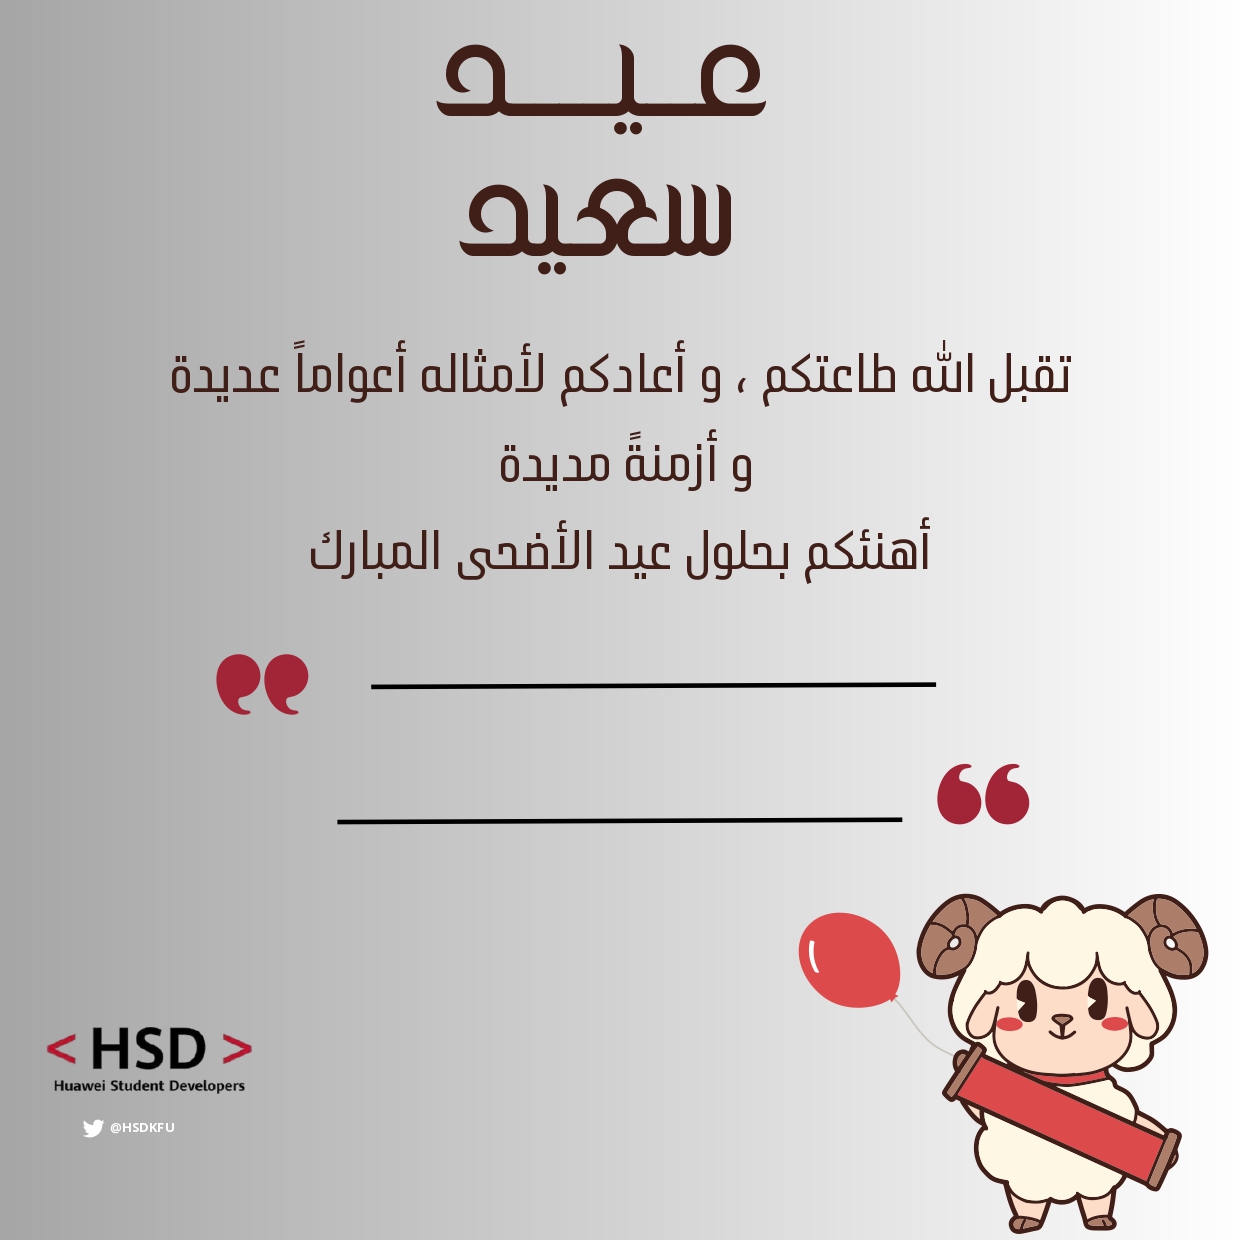 عيد
سعيد
تقبل الله طاعتكم ، و أعادكم لأمثاله أعواماً عديدة
و أزمنةً مديدة
أهنئكم بحلول عيد الأضحى المبارك
< HSD >
Huawei Student Developers
@HSDKFU